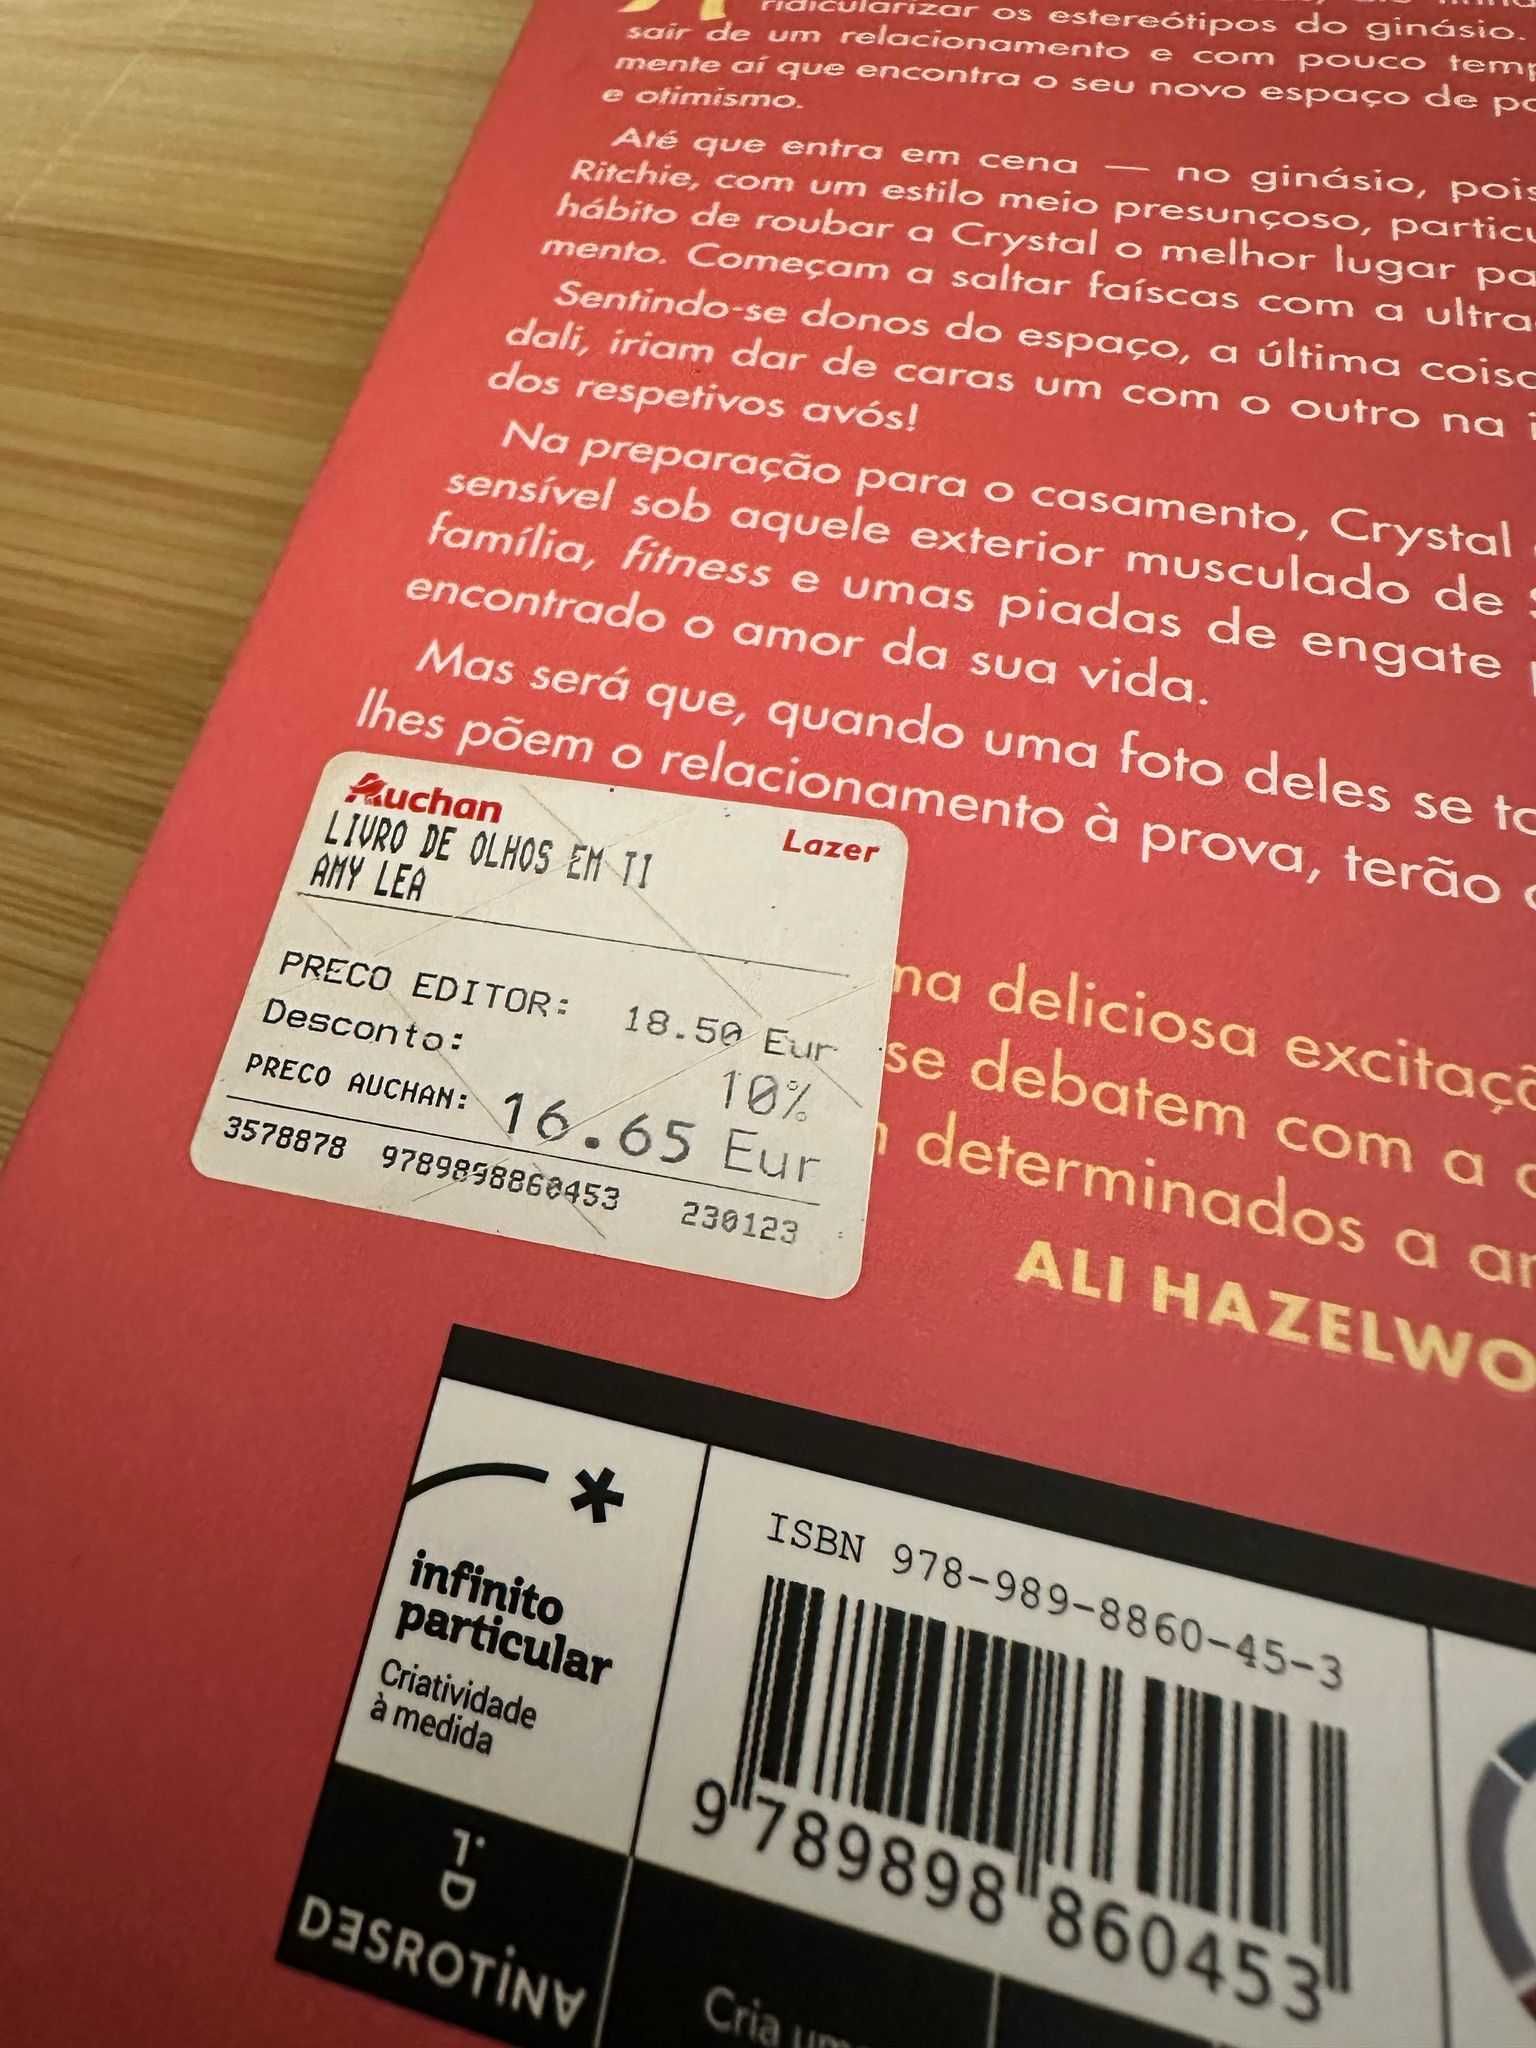 ridicularizar os estereótipos do ginásio.
sair de um relacionamento e com pouco
mente aí que encontra o seu novo espaço de
e otimismo.
Até que entra em cena — no ginásio, pois
Ritchie, com um estilo meio presunçoso,
hábito de roubar a Crystal o melhor lugar
mento. Começam a saltar faíscas com a
Sentindo-se donos do espaço, a última
dali, iriam dar de caras um com o outro na
dos respetivos avós!
Na preparação para o casamento, Crystal
sensível sob aquele exterior musculado de
família, fitness e umas piadas de engate
encontrado o amor da sua vida.
Mas será que, quando uma foto deles se
lhes põem o relacionamento à prova, terão
Auchan
Lazer
LIVRO DE OLHOS EM TI
AMY LEA
PRECO EDITOR: 18.50 Eur
Desconto: 10%
PRECO AUCHAN: 16.65 Eur
3578878 9789898860453 230123
deliciosa
se debatem com a
determinados a
ALI HAZELWO
infinito
particular
Criatividade
à medida
ISBN 978-989-8860-45-3
9 789898 860453
DESROTINA
Cria